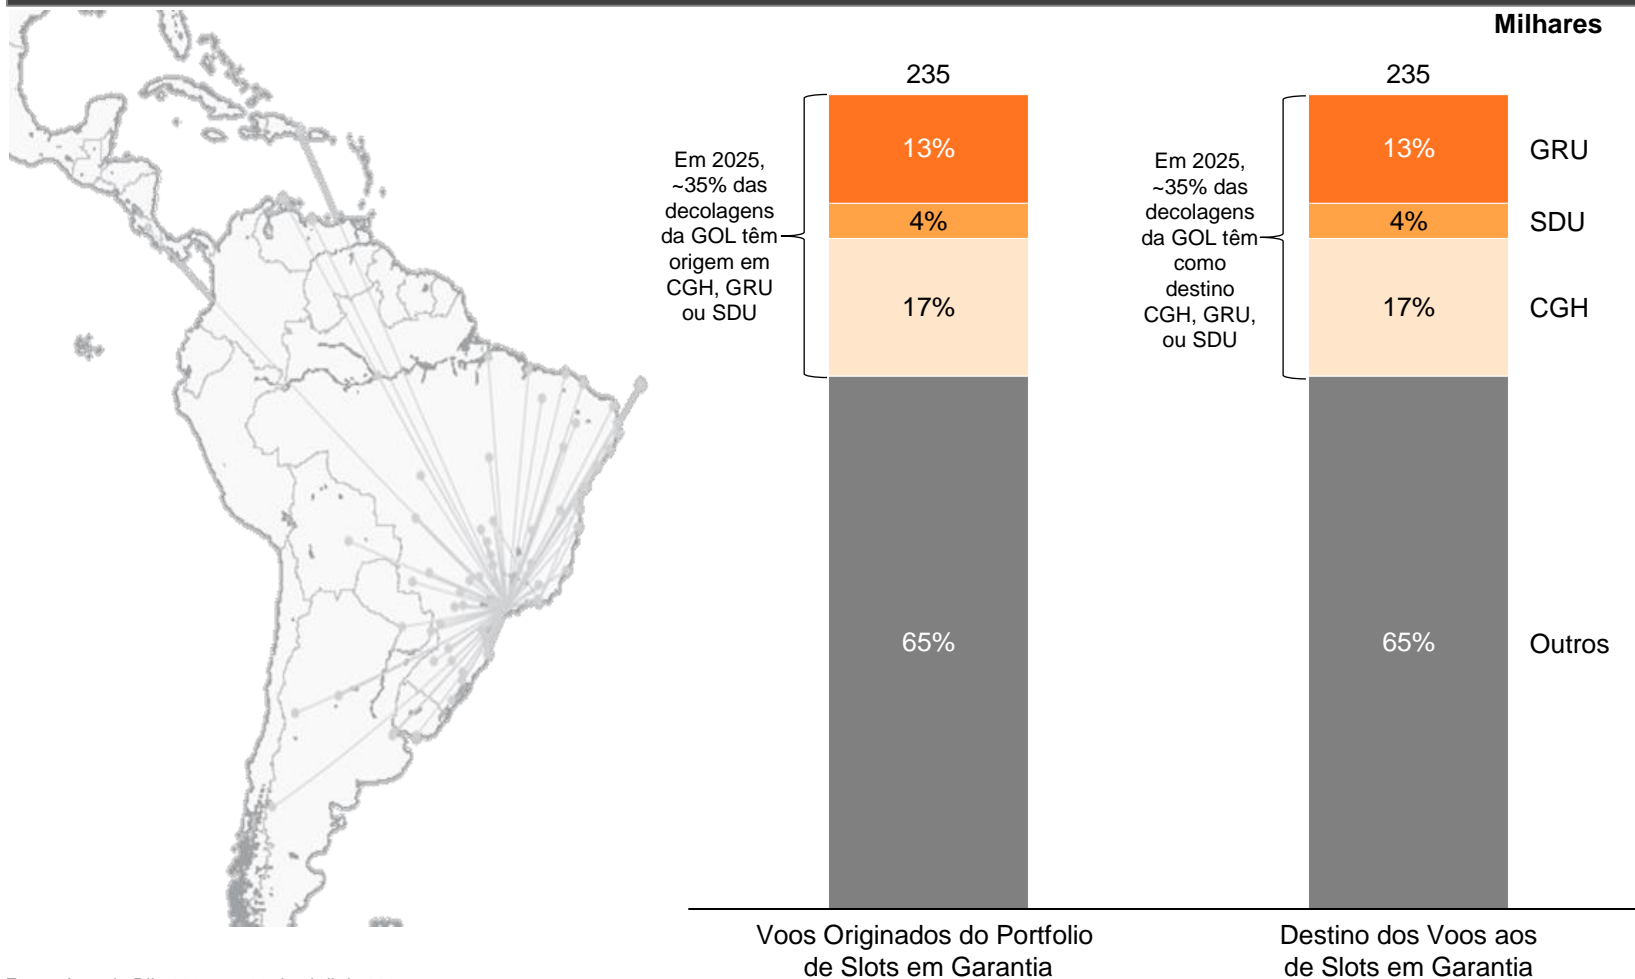 Milhares
235
Em 2025,
~35% das
decolagens
da GOL têm
origem em
CGH, GRU
ou SDU
13%
4%
17%
65%
Voos Originados do Portfolio
de Slots em Garantia
235
Em 2025,
~35% das
decolagens
da GOL têm
como
destino
CGH, GRU,
ou SDU
13%
4%
17%
65%
GRU
SDU
CGH
Outros
Destino dos Voos aos
de Slots em Garantia